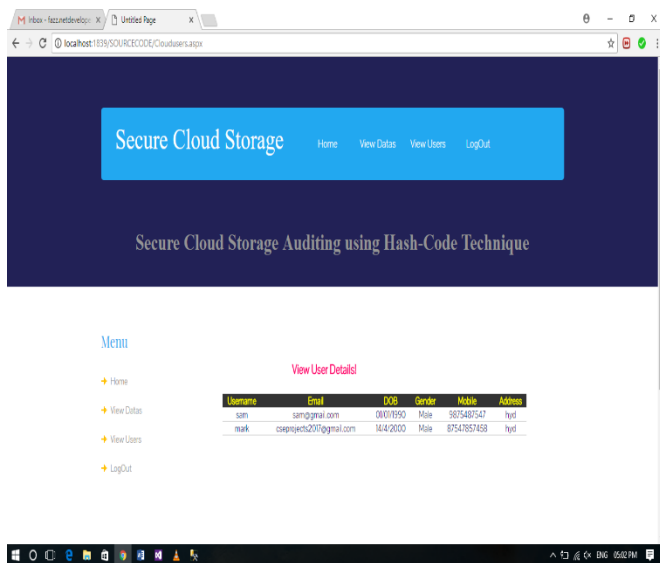 Inbox - fazz.netdevelop
Untitled Page
localhost:1839/SOURCECODE/Cloudusers.aspx
Secure Cloud Storage Home View Datas View Users LogOut
Secure Cloud Storage Auditing using Hash-Code Technique
Menu
Home
View Datas
View Users
LogOut
View User Details!
Username Email DOB Gender Mobile Address
sam sam@gmail.com 01/01/1990 Male 9875487547 hyd
mark cseprojects2017@gmail.com 14/4/2000 Male 87547857458 hyd
ENG 05:02 PM